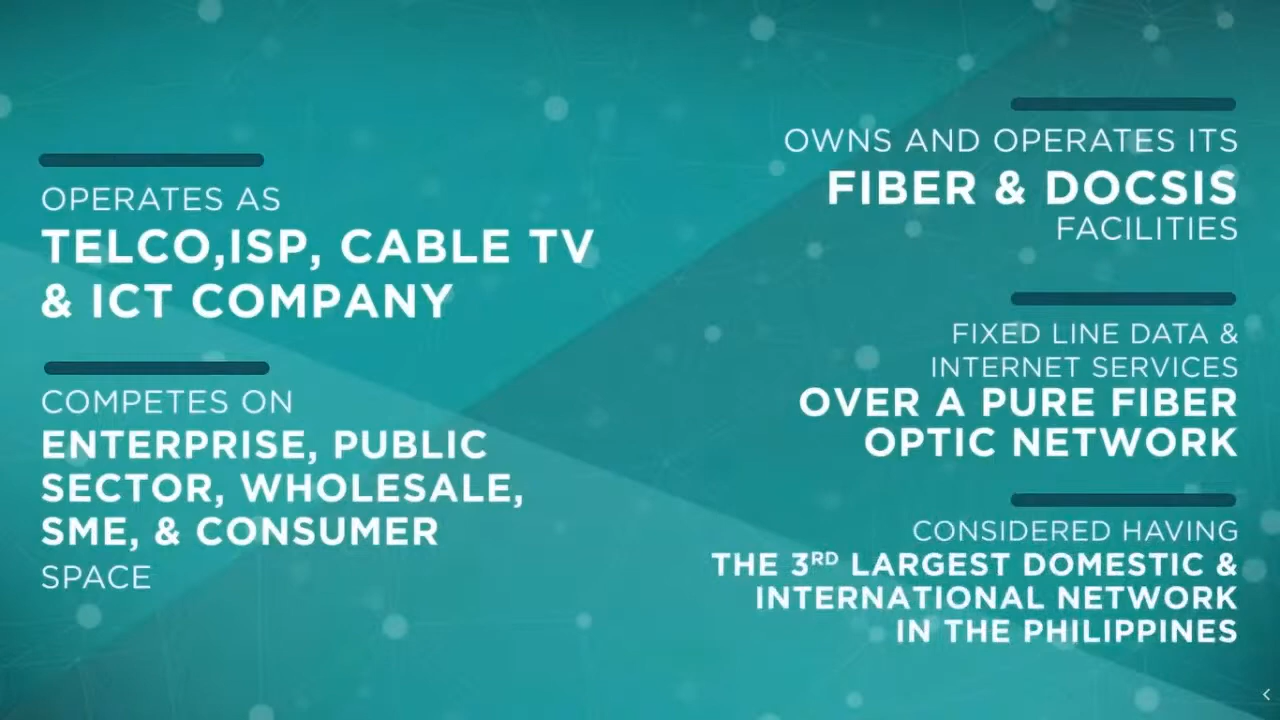 OPERATES AS
TELCO,ISP, CABLE TV
& ICT COMPANY
COMPETES ON
ENTERPRISE, PUBLIC
SECTOR, WHOLESALE,
SME, & CONSUMER
SPACE
OWNS AND OPERATES ITS
FIBER & DOCSIS
FACILITIES
FIXED LINE DATA &
INTERNET SERVICES
OVER A PURE FIBER
OPTIC NETWORK
CONSIDERED HAVING
THE 3RD LARGEST DOMESTIC &
INTERNATIONAL NETWORK
IN THE PHILIPPINES